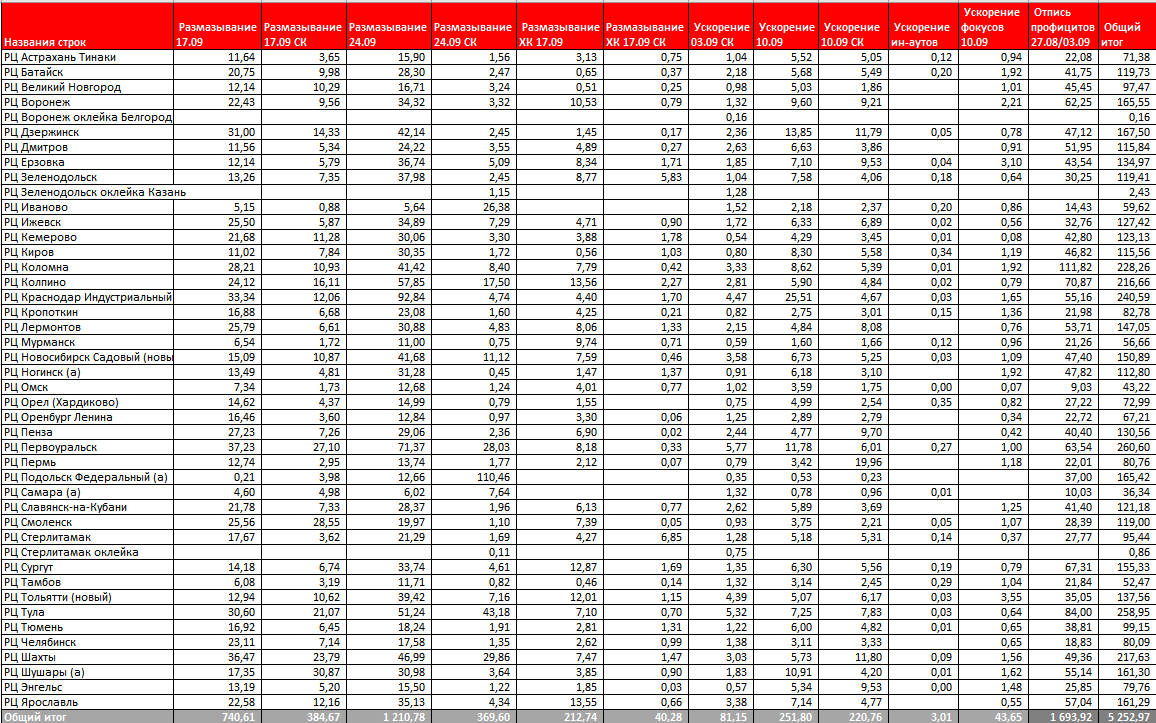 Названия строк Размазывание 17.09 Размазывание 17.09 СК Размазывание 24.09 Размазывание 24.09 СК Размазывание ХК 17.09 Размазывание ХК 17.09 СК Ускорение 03.09 СК Ускорение 10.09 Ускорение 10.09 СК Ускорение ин-аутов Ускорение фокусов 10.09 Отпись профицитов 27.08/03.09 Общий итог
РЦ Астрахань Тинаки 11,64 3,65 15,90 1,56 3,13 0,75 1,04 5,52 5,05 0,12 0,94 22,08 71,38
РЦ Батайск 20,75 9,98 28,30 2,47 0,65 0,37 2,18 5,68 5,49 0,20 1,92 41,75 119,73
РЦ Великий Новгород 12,14 10,29 16,71 3,24 0,51 0,25 0,98 5,03 1,86 1,01 45,45 97,47
РЦ Воронеж 22,43 9,56 34,32 3,32 10,53 0,79 1,32 9,60 9,21 2,21 62,25 165,55
РЦ Воронеж оклейка Белгород 0,16 0,16
РЦ Дзержинск 31,00 14,33 42,14 2,45 1,45 0,17 2,36 13,85 11,79 0,05 0,78 47,12 167,50
РЦ Дмитров 11,56 5,34 24,22 3,55 4,89 0,27 2,63 6,63 3,86 0,91 51,95 115,84
РЦ Ерзовка 12,14 5,79 36,74 5,09 8,34 1,71 1,85 7,10 9,53 0,04 3,10 43,54 134,97
РЦ Зеленодольск 13,26 7,35 37,98 2,45 8,77 5,83 1,04 7,58 4,06 0,18 0,64 30,25 119,41
РЦ Зеленодольск оклейка Казань 1,15 1,28 2,43
РЦ Иваново 5,15 0,88 5,64 26,38 1,52 2,18 2,37 0,20 0,86 14,43 59,62
РЦ Ижевск 25,50 5,87 34,89 7,29 4,71 0,90 1,72 6,33 6,89 0,02 0,56 32,76 127,42
РЦ Кемерово 21,68 11,28 30,06 3,30 3,88 1,78 0,54 4,29 3,45 0,01 0,08 42,80 123,13
РЦ Киров 11,02 7,84 30,35 1,72 0,56 1,03 0,80 8,30 5,58 0,34 1,19 46,82 115,56
РЦ Коломна 28,21 10,93 41,42 8,40 7,79 0,42 3,33 8,62 5,39 0,01 1,92 111,82 228,26
РЦ Колпино 24,12 16,11 57,85 17,50 13,56 2,27 2,81 5,90 4,84 0,02 0,79 70,87 216,66
РЦ Краснодар Индустриальный 33,34 12,06 92,84 4,74 4,40 1,70 4,47 25,51 4,67 0,03 1,65 55,16 240,59
РЦ Кропоткин 16,88 6,68 23,08 1,60 4,25 0,21 0,82 2,75 3,01 0,15 1,36 21,98 82,78
РЦ Лермонтов 25,79 6,61 30,88 4,83 8,06 1,33 2,15 4,84 8,08 0,76 53,71 147,05
РЦ Мурманск 6,54 1,72 11,00 0,75 9,74 0,71 0,59 1,60 1,66 0,12 0,96 21,26 56,66
РЦ Новосибирск Садовый (новы 15,09 10,87 41,68 11,12 7,59 0,46 3,58 6,73 5,25 0,03 1,09 47,40 150,89
РЦ Ногинск (а) 13,49 4,81 31,28 0,45 1,47 1,37 0,91 6,18 3,10 1,92 47,82 112,80
РЦ Омск 7,34 1,73 12,68 1,24 4,01 0,77 1,02 3,59 1,75 0,00 0,07 9,03 43,22
РЦ Орел (Хардиково) 14,62 4,37 14,99 0,79 1,55 0,75 4,99 2,54 0,35 0,82 27,22 72,99
РЦ Оренбург Ленина 16,46 3,60 12,84 0,97 3,30 0,06 1,25 2,89 2,79 0,34 22,72 67,21
РЦ Пенза 27,23 7,26 29,06 2,36 6,90 0,02 2,44 4,77 9,70 0,42 40,40 130,56
РЦ Первоуральск 37,23 27,10 71,37 28,03 8,18 0,33 5,77 11,78 6,01 0,27 1,00 63,54 260,60
РЦ Пермь 12,74 2,95 13,74 1,77 2,12 0,07 0,79 3,42 19,96 1,18 22,01 80,76
РЦ Подольск Федеральный (а) 0,21 3,98 12,66 110,46 0,35 0,53 0,23 37,00 165,42
РЦ Самара (а) 4,60 4,98 6,02 7,64 1,32 0,78 0,96 0,01 10,03 36,34
РЦ Славянск-на-Кубани 21,78 7,33 28,37 1,96 6,13 0,77 2,62 5,89 3,69 1,25 41,40 121,18
РЦ Смоленск 25,56 28,55 19,97 1,10 7,39 0,05 0,93 3,75 2,21 0,05 1,07 28,39 119,00
РЦ Стерлитамак 17,67 3,62 21,29 1,69 4,27 6,85 1,28 5,18 5,31 0,14 0,37 27,77 95,44
РЦ Стерлитамак оклейка 0,11 0,75 0,86
РЦ Сургут 14,18 6,74 33,74 4,61 12,87 1,69 1,35 6,30 5,56 0,19 0,79 67,31 155,33
РЦ Тамбов 6,08 3,19 11,71 0,82 0,46 0,14 1,32 3,14 2,45 0,29 1,04 21,84 52,47
РЦ Тольятти (новый) 12,94 10,62 39,42 7,16 12,01 1,15 4,39 5,07 6,17 0,03 3,55 35,05 137,56
РЦ Тула 30,60 21,07 51,24 43,18 7,10 0,70 5,32 7,25 7,83 0,03 0,64 84,00 258,95
РЦ Тюмень 16,92 6,45 18,24 1,91 2,81 1,31 1,22 6,00 4,82 0,01 0,65 38,81 99,15
РЦ Челябинск 23,11 7,14 17,58 1,35 2,62 0,99 1,38 3,11 3,33 0,65 18,83 80,09
РЦ Шахты 36,47 23,79 46,99 29,86 7,47 1,47 3,03 5,73 11,80 0,09 1,56 49,36 217,63
РЦ Шушары (а) 17,35 30,87 30,98 3,64 3,85 0,90 1,83 10,91 4,20 0,01 1,62 55,14 161,30
РЦ Энгельс 13,19 5,20 15,50 1,22 1,85 0,03 0,57 5,34 9,53 0,00 1,48 25,85 79,76
РЦ Ярославль 22,58 12,16 35,13 4,34 13,55 0,66 3,38 7,14 4,77 0,55 57,04 161,29
Общий итог 740,61 384,67 1 210,78 369,60 212,74 40,28 81,15 251,80 220,76 3,01 43,65 1 693,92 5 252,97